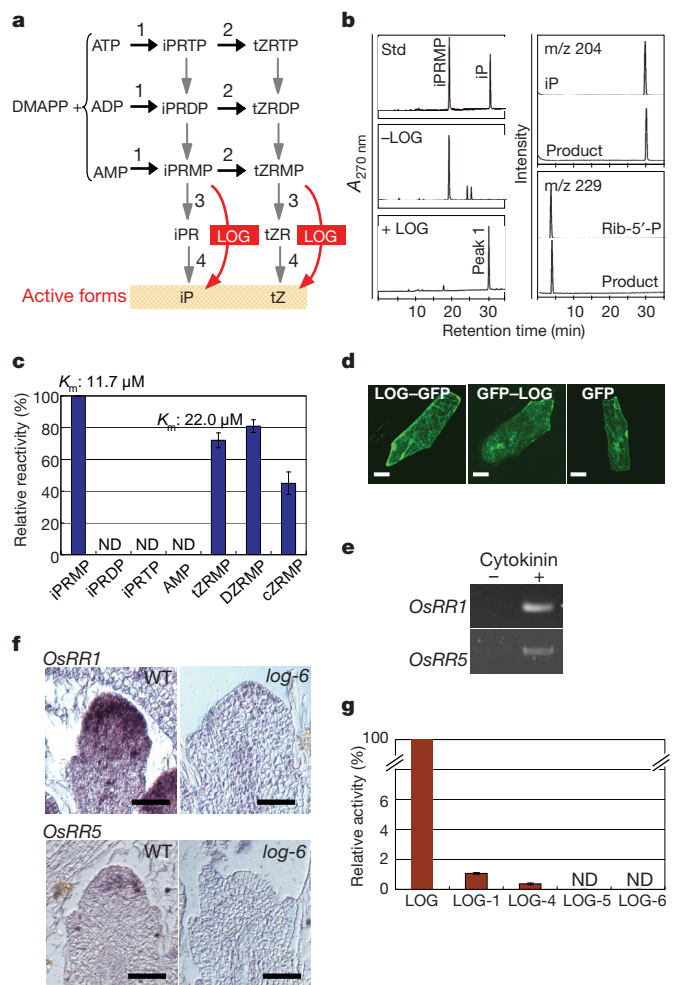 a
1 2
ATP iPRTP tZRTP
1 2
DMAPP + ADP iPRDP tZRDP
1 2
AMP iPRMP tZRMP
3 3
iPR LOG tZR LOG
4 4
Active forms iP tZ
b
Std
iPRMP
iP
–LOG
+ LOG
Peak 1
A270 nm
10 20 30
m/z 204
iP
Product
m/z 229
Rib-5′-P
Product
Intensity
10 20 30
Retention time (min)
c
Km: 11.7 µM
Km: 22.0 µM
Relative reactivity (%)
100
80
60
40
20
0
ND ND ND
iPRMP
iPRDP
iPRTP
AMP
tZRMP
DZRMP
cZRMP
d
LOG–GFP GFP–LOG GFP
e
Cytokinin
– +
OsRR1
OsRR5
f
OsRR1
WT log-6
OsRR5
WT log-6
g
Relative activity (%)
100
6
4
2
0
ND ND
LOG LOG-1 LOG-4 LOG-5 LOG-6